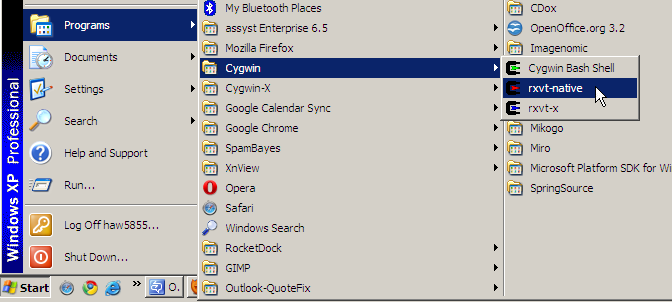 Windows XP Professional
Programs
Documents
Settings
Search
Help and Support
Run...
Log Off haw5855...
Shut Down...
My Bluetooth Places
assyst Enterprise 6.5
Mozilla Firefox
Cygwin
Cygwin-X
Google Calendar Sync
Google Chrome
SpamBayes
XnView
Opera
Safari
Windows Search
RocketDock
GIMP
Outlook-QuoteFix
CDox
OpenOffice.org 3.2
Imagenomic
Cygwin Bash Shell
rxvt-native
rxvt-x
Mikogo
Miro
Microsoft Platform SDK for Wi
SpringSource
Start
»
O.